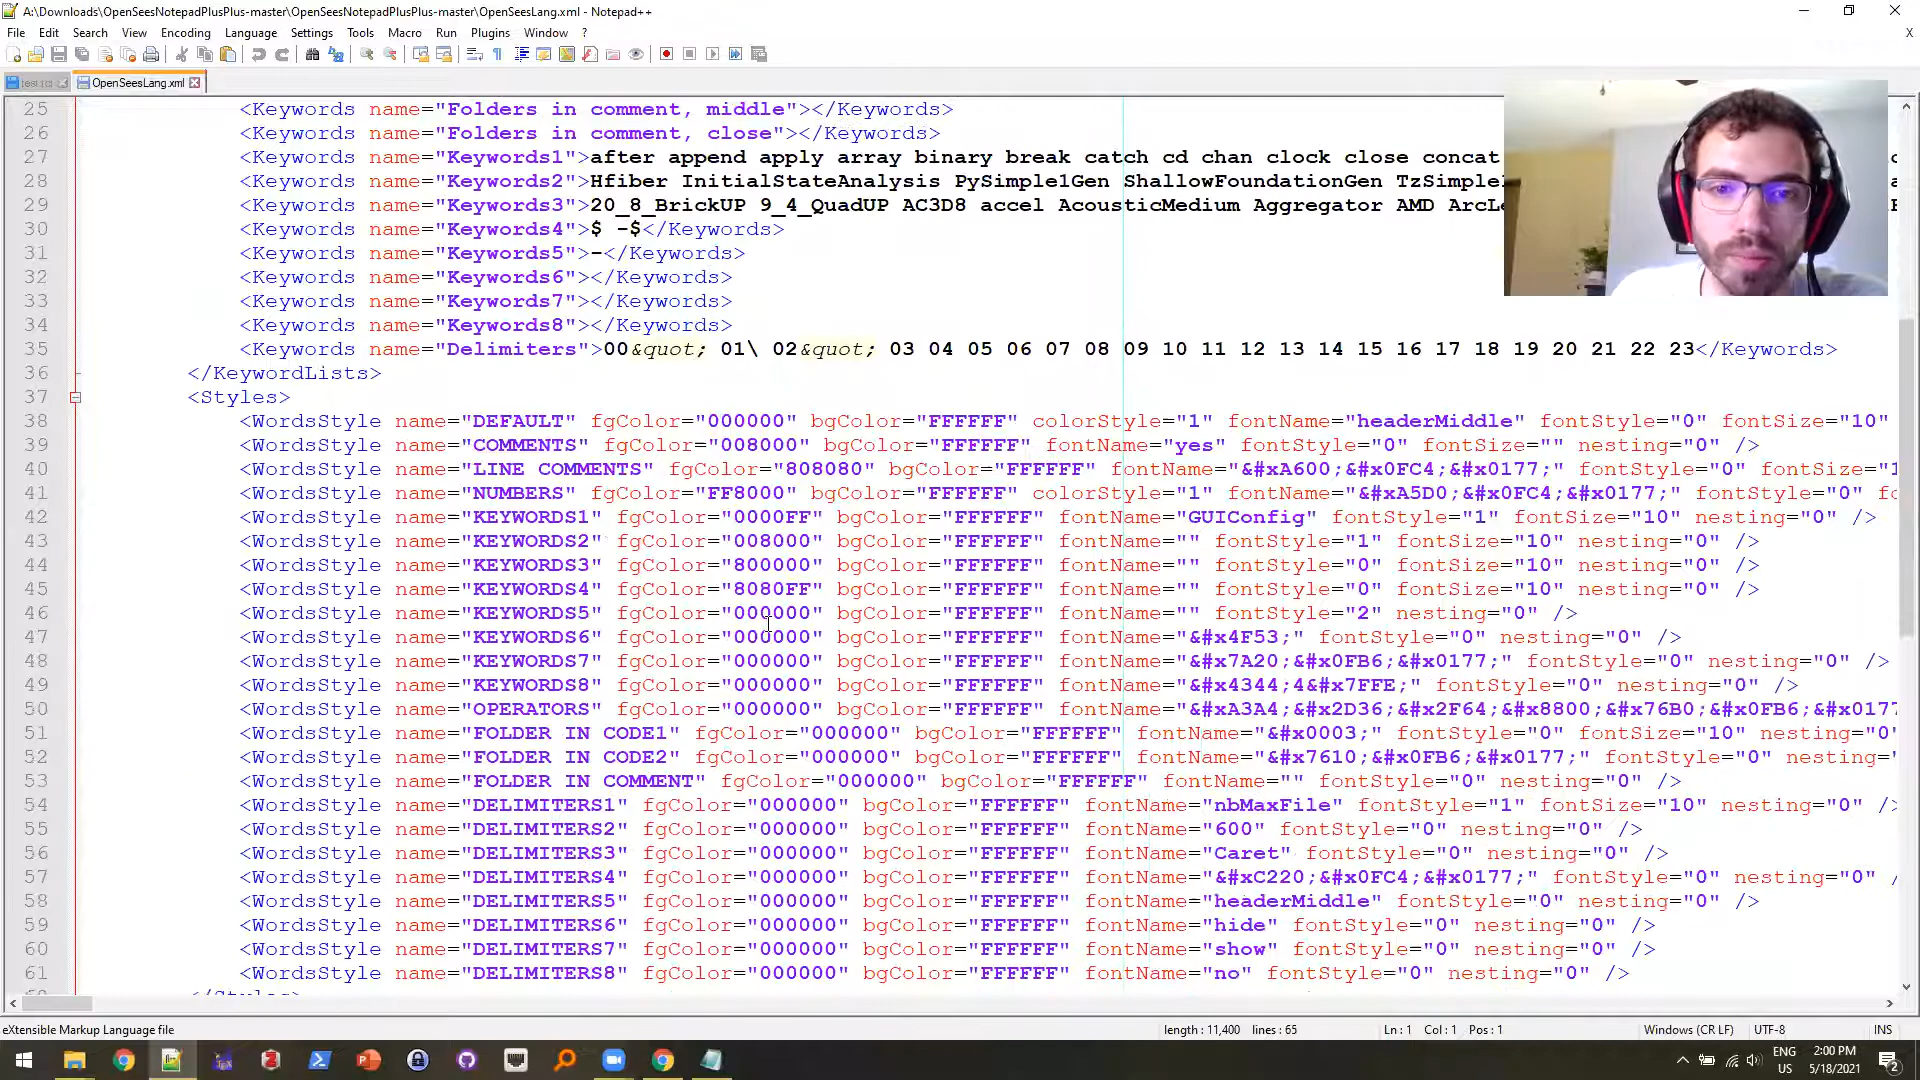 A:\Downloads\OpenSeesNotepadPlusPlus-master\OpenSeesNotepadPlusPlus-master\OpenSeesLang.xml - Notepad++
File Edit Search View Encoding Language Settings Tools Macro Run Plugins Window ? X
OpenSeesLang.xml
25 <Keywords name="Folders in comment, middle"></Keywords>
26 <Keywords name="Folders in comment, close"></Keywords>
27 <Keywords name="Keywords1">after append apply array binary break catch cd chan clock close concat
28 <Keywords name="Keywords2">Hfiber InitialStateAnalysis PySimple1Gen ShallowFoundationGen
29 <Keywords name="Keywords3">20_8_BrickUP 9_4_QuadUP AC3D8 accel AcousticMedium Aggregator AMD
30 <Keywords name="Keywords4">$ -$</Keywords>
31 <Keywords name="Keywords5">-</Keywords>
32 <Keywords name="Keywords6"></Keywords>
33 <Keywords name="Keywords7"></Keywords>
34 <Keywords name="Keywords8"></Keywords>
35 <Keywords name="Delimiters">00&quot; 01\ 02&quot; 03 04 05 06 07 08 09 10 11 12 13 14 15 16 17 18 19 20 21 22 23</Keywords>
36 </KeywordLists>
37 <Styles>
38 <WordsStyle name="DEFAULT" fgColor="000000" bgColor="FFFFFF" colorStyle="1" fontName="headerMiddle" fontStyle="0" fontSize="10"
39 <WordsStyle name="COMMENTS" fgColor="008000" bgColor="FFFFFF" fontName="yes" fontStyle="0" fontSize="" nesting="0" />
40 <WordsStyle name="LINE COMMENTS" fgColor="808080" bgColor="FFFFFF" fontName="&#xA600;&#x0FC4;&#x0177;" fontStyle="0" fontSize="1
41 <WordsStyle name="NUMBERS" fgColor="FF8000" bgColor="FFFFFF" colorStyle="1" fontName="&#xA5D0;&#x0FC4;&#x0177;" fontStyle="0" fo
42 <WordsStyle name="KEYWORDS1" fgColor="0000FF" bgColor="FFFFFF" fontName="GUIConfig" fontStyle="1" fontSize="10" nesting="0" />
43 <WordsStyle name="KEYWORDS2" fgColor="008000" bgColor="FFFFFF" fontName="" fontStyle="1" fontSize="10" nesting="0" />
44 <WordsStyle name="KEYWORDS3" fgColor="800000" bgColor="FFFFFF" fontName="" fontStyle="0" fontSize="10" nesting="0" />
45 <WordsStyle name="KEYWORDS4" fgColor="8080FF" bgColor="FFFFFF" fontName="" fontStyle="0" fontSize="10" nesting="0" />
46 <WordsStyle name="KEYWORDS5" fgColor="000000" bgColor="FFFFFF" fontName="" fontStyle="2" nesting="0" />
47 <WordsStyle name="KEYWORDS6" fgColor="000000" bgColor="FFFFFF" fontName="&#x4F53;" fontStyle="0" nesting="0" />
48 <WordsStyle name="KEYWORDS7" fgColor="000000" bgColor="FFFFFF" fontName="&#x7A20;&#x0FB6;&#x0177;" fontStyle="0" nesting="0" />
49 <WordsStyle name="KEYWORDS8" fgColor="000000" bgColor="FFFFFF" fontName="&#x4344;4&#x7FFE;" fontStyle="0" nesting="0" />
50 <WordsStyle name="OPERATORS" fgColor="000000" bgColor="FFFFFF" fontName="&#xA3A4;&#x2D36;&#x2F64;&#x8800;&#x76B0;&#x0FB6;&#x0177
51 <WordsStyle name="FOLDER IN CODE1" fgColor="000000" bgColor="FFFFFF" fontName="&#x0003;" fontStyle="0" fontSize="10" nesting="0"
52 <WordsStyle name="FOLDER IN CODE2" fgColor="000000" bgColor="FFFFFF" fontName="&#x7610;&#x0FB6;&#x0177;" fontStyle="0" nesting="
53 <WordsStyle name="FOLDER IN COMMENT" fgColor="000000" bgColor="FFFFFF" fontName="" fontStyle="0" nesting="0" />
54 <WordsStyle name="DELIMITERS1" fgColor="000000" bgColor="FFFFFF" fontName="nbMaxFile" fontStyle="1" fontSize="10" nesting="0" />
55 <WordsStyle name="DELIMITERS2" fgColor="000000" bgColor="FFFFFF" fontName="600" fontStyle="0" nesting="0" />
56 <WordsStyle name="DELIMITERS3" fgColor="000000" bgColor="FFFFFF" fontName="Caret" fontStyle="0" nesting="0" />
57 <WordsStyle name="DELIMITERS4" fgColor="000000" bgColor="FFFFFF" fontName="&#xC220;&#x0FC4;&#x0177;" fontStyle="0" nesting="0" /
58 <WordsStyle name="DELIMITERS5" fgColor="000000" bgColor="FFFFFF" fontName="headerMiddle" fontStyle="0" nesting="0" />
59 <WordsStyle name="DELIMITERS6" fgColor="000000" bgColor="FFFFFF" fontName="hide" fontStyle="0" nesting="0" />
60 <WordsStyle name="DELIMITERS7" fgColor="000000" bgColor="FFFFFF" fontName="show" fontStyle="0" nesting="0" />
61 <WordsStyle name="DELIMITERS8" fgColor="000000" bgColor="FFFFFF" fontName="no" fontStyle="0" nesting="0" />
eXtensible Markup Language file length : 11,400 lines : 65 Ln : 1 Col : 1 Pos : 1 Windows (CR LF) UTF-8 INS
ENG 2:00 PM
US 5/18/2021 2